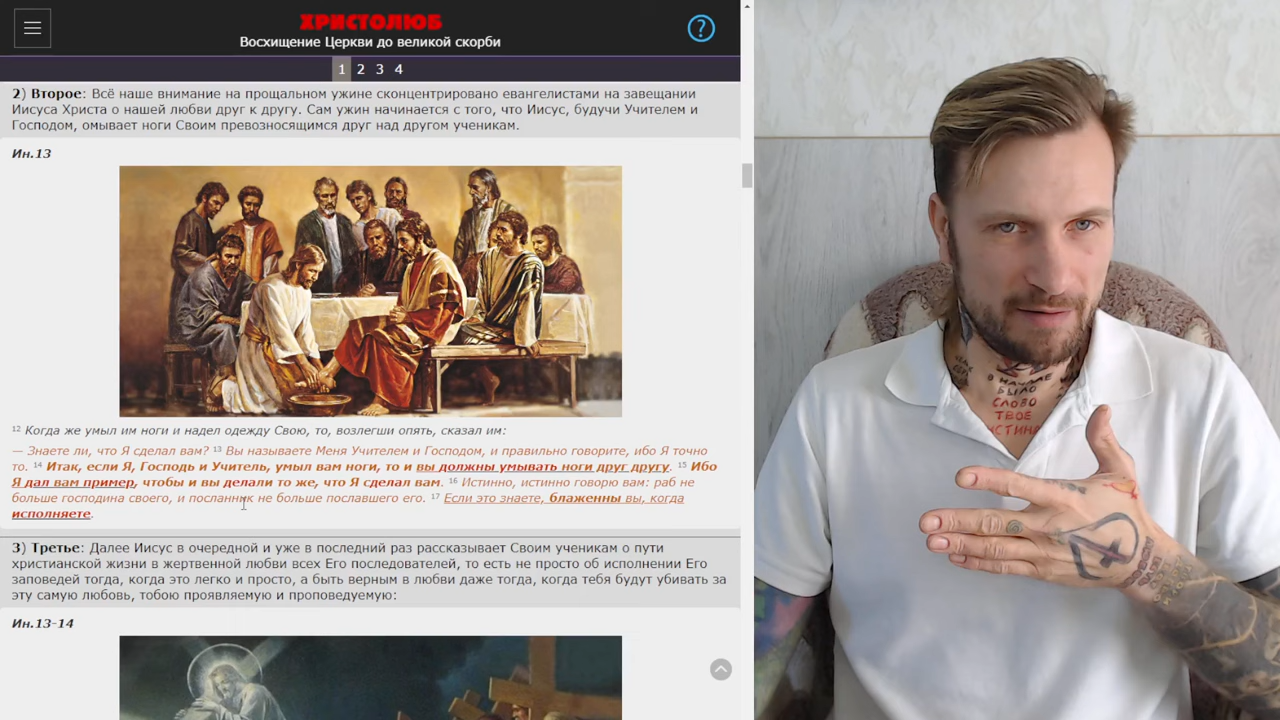 ХРИСТОЛЮБ
Восхищение Церкви до великой скорби
?
1 2 3 4
2) Второе: Всё наше внимание на прощальном ужине сконцентрировано евангелистами на завещании
Иисуса Христа о нашей любви друг к другу. Сам ужин начинается с того, что Иисус, будучи Учителем и
Господом, омывает ноги Своим превозносящимся друг над другом ученикам.
Ин.13
12 Когда же умыл им ноги и надел одежду Свою, то, возлегши опять, сказал им:
— Знаете ли, что Я сделал вам? 13 Вы называете Меня Учителем и Господом, и правильно говорите, ибо Я точно
то. 14 Итак, если Я, Господь и Учитель, умыл вам ноги, то и вы должны умывать ноги друг другу. 15 Ибо
Я дал вам пример, чтобы и вы делали то же, что Я сделал вам. 16 Истинно, истинно говорю вам: раб не
больше господина своего, и посланник не больше пославшего его. 17 Если это знаете, блаженны вы, когда
исполняете.
3) Третье: Далее Иисус в очередной и уже в последний раз рассказывает Своим ученикам о пути
христианской жизни в жертвенной любви всех Его последователей, то есть не просто об исполнении Его
заповедей тогда, когда это легко и просто, а быть верным в любви даже тогда, когда тебя будут убивать за
эту самую любовь, тобою проявляемую и проповедуемую:
Ин.13-14
В НАЧАЛЕ
БЫЛО
СЛОВО
ТВОЕ
ИСТИНА